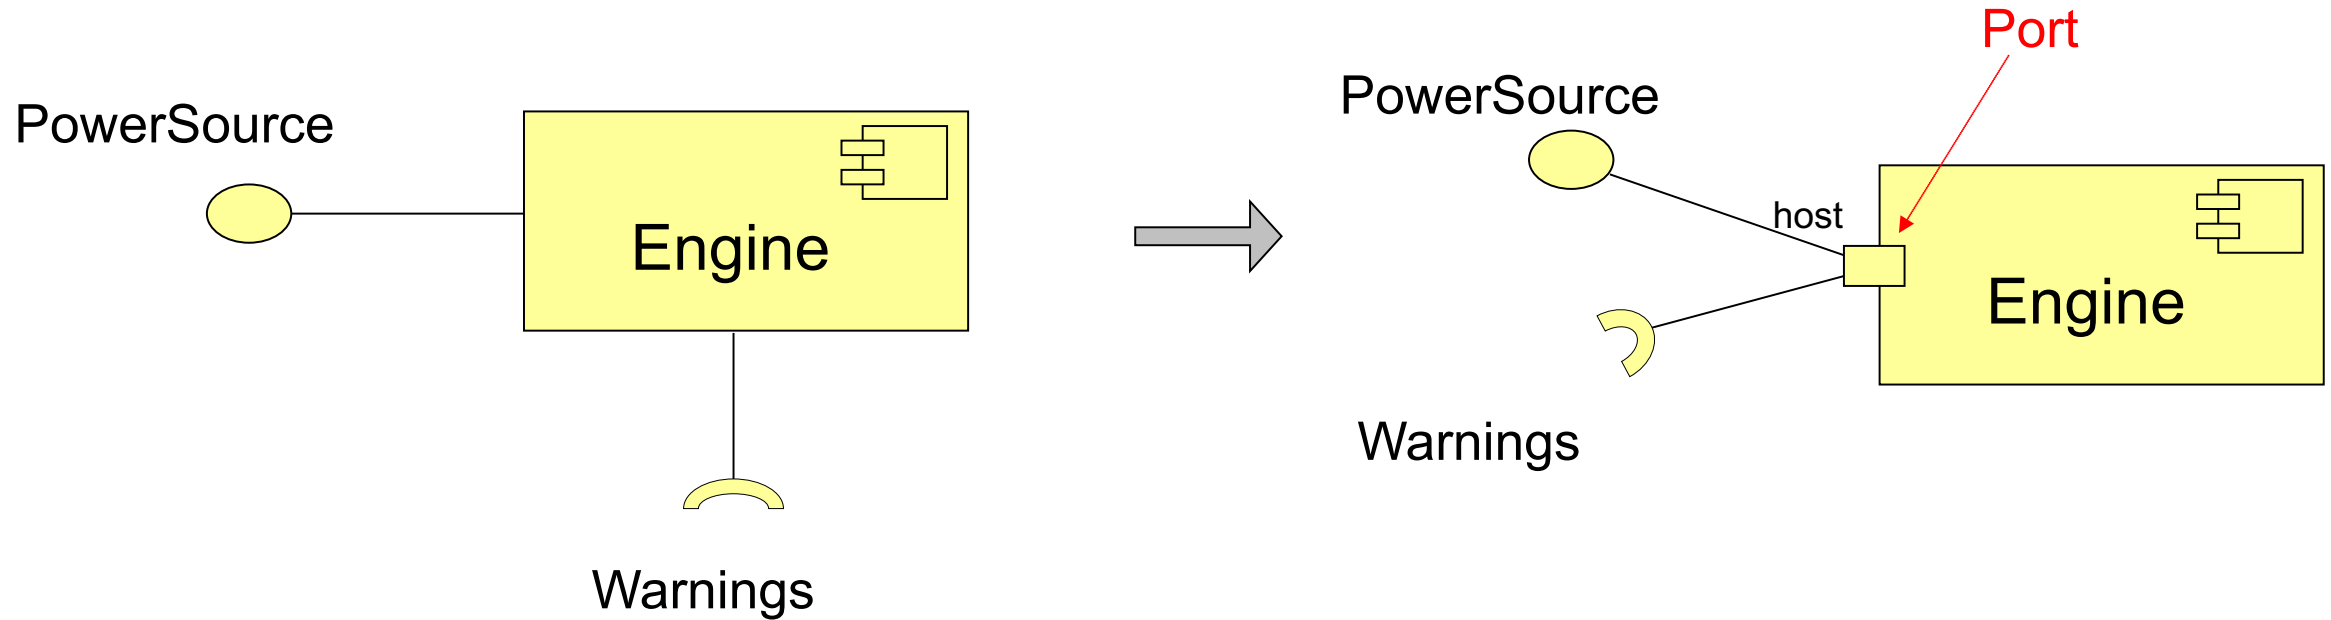 PowerSource
Engine
Warnings
Port
PowerSource
host
Engine
Warnings